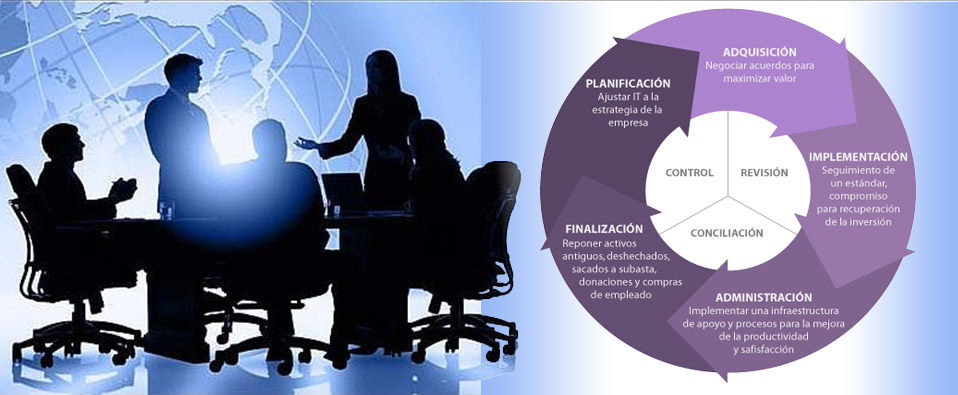 ADQUISICIÓN
Negociar acuerdos para
maximizar valor
IMPLEMENTACIÓN
Seguimiento de
un estándar,
compromiso
para recuperación
de la inversión
ADMINISTRACIÓN
Implementar una infraestructura
de apoyo y procesos para la mejora
de la productividad
y satisfacción
FINALIZACIÓN
Reponer activos
antiguos, deshechados,
sacados a subasta,
donaciones y compras
de empleado
PLANIFICACIÓN
Ajustar IT a la
estrategia de la
empresa
CONTROL
REVISIÓN
CONCILIACIÓN